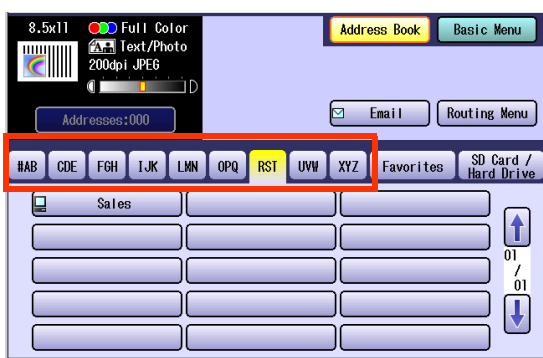 8.5x11 Full Color
Text/Photo
200dpi JPEG
Addresses:000
Address Book Basic Menu
Email Routing Menu
#AB CDE FGH IJK LMN OPQ RST UVW XYZ Favorites SD Card /
Hard Drive
Sales
01
/
01